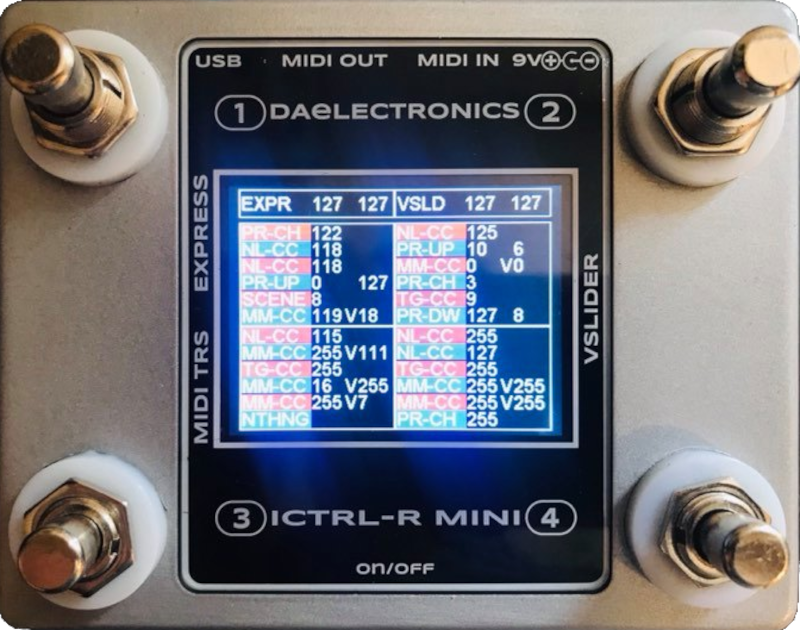 USB MIDI OUT MIDI IN 9V
1 DAeLECTRONICS 2
EXPRESS
MIDI TRS
VSLIDER
EXPR 127 127 VSLD 127 127
PR-CH 122 NL-CC 125
NL-CC 118 PR-UP 10 6
NL-CC 118 MM-CC 0 V0
PR-UP 0 127 PR-CH 3
SCENE 8 TG-CC 9
MM-CC 119 V18 PR-DW 127 8
NL-CC 115 NL-CC 255
MM-CC 255 V111 NL-CC 127
TG-CC 255 TG-CC 255
MM-CC 16 V255 MM-CC 255 V255
MM-CC 255 V7 MM-CC 255 V255
NTHNG PR-CH 255
3 ICTRL-R MINI 4
ON/OFF